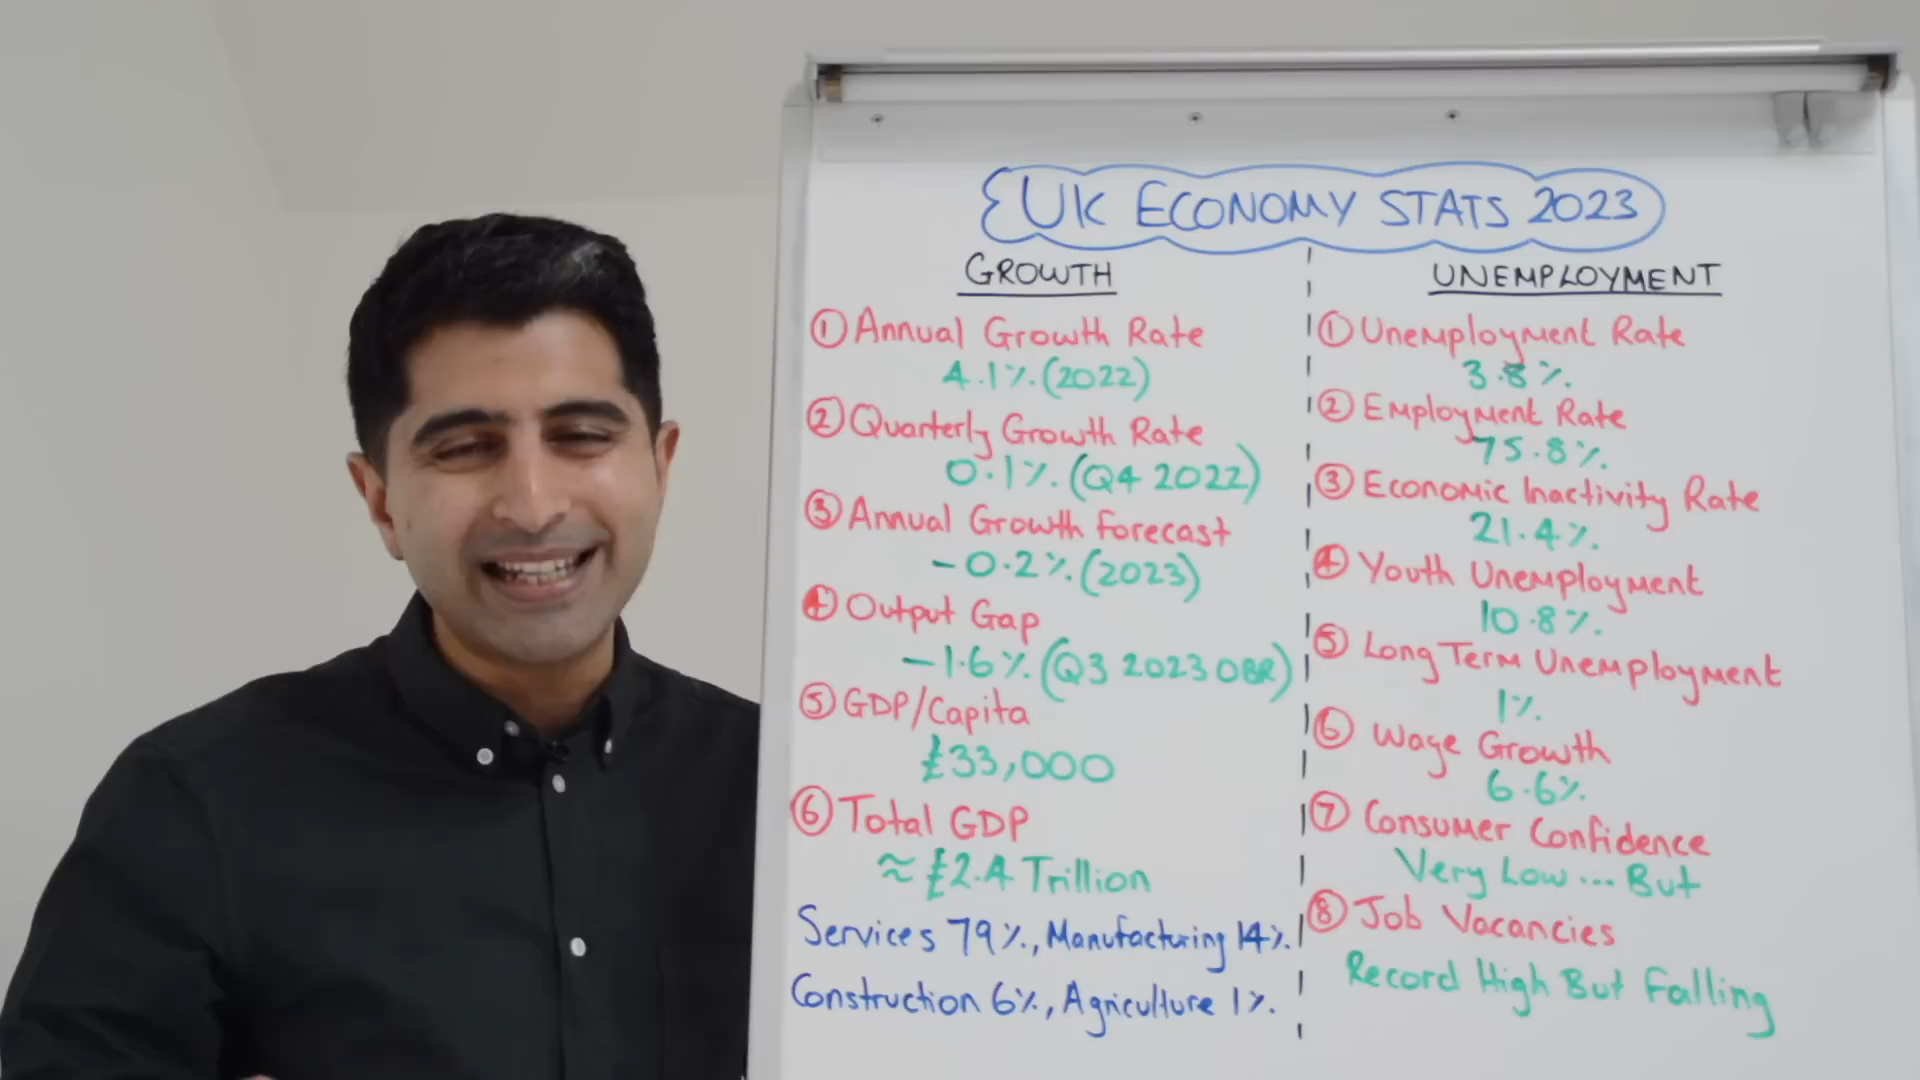 UK ECONOMY STATS 2023
GROWTH
① Annual Growth Rate
4.1% (2022)
② Quarterly Growth Rate
0.1% (Q4 2022)
③ Annual Growth Forecast
-0.2% (2023)
④ Output Gap
-1.6% (Q3 2023 OBR)
⑤ GDP/Capita
£33,000
⑥ Total GDP
≈ £2.4 Trillion
Services 79%, Manufacturing 14%.
Construction 6%, Agriculture 1%.
UNEMPLOYMENT
① Unemployment Rate
3.8%.
② Employment Rate
75.8%.
③ Economic Inactivity Rate
21.4%.
④ Youth Unemployment
10.8%.
⑤ Long Term Unemployment
1%.
⑥ Wage Growth
6.6%.
⑦ Consumer Confidence
Very Low... But
⑧ Job Vacancies
Record High But Falling